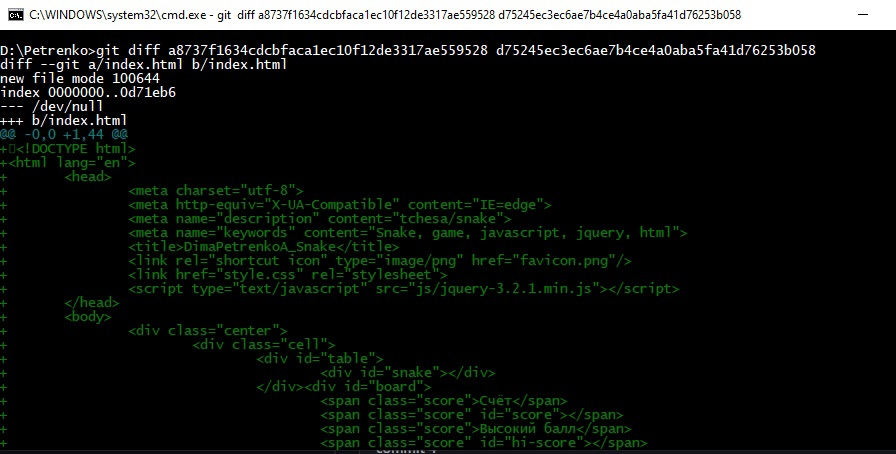 C:\WINDOWS\system32\cmd.exe - git  diff a8737f1634cdcbfaca1ec10f12de3317ae559528 d75245ec3ec6ae7b4ce4a0aba5fa41d76253b058
D:\Petrenko>git diff a8737f1634cdcbfaca1ec10f12de3317ae559528 d75245ec3ec6ae7b4ce4a0aba5fa41d76253b058
diff --git a/index.html b/index.html
new file mode 100644
index 0000000..0d71eb6
--- /dev/null
+++ b/index.html
@@ -0,0 +1,44 @@
+<!DOCTYPE html>
+<html lang="en">
+       <head>
+               <meta charset="utf-8">
+               <meta http-equiv="X-UA-Compatible" content="IE=edge">
+               <meta name="description" content="tchesa/snake">
+               <meta name="keywords" content="Snake, game, javascript, jquery, html">
+               <title>DimaPetrenkoA_Snake</title>
+               <link rel="shortcut icon" type="image/png" href="favicon.png"/>
+               <link href="style.css" rel="stylesheet">
+               <script type="text/javascript" src="js/jquery-3.2.1.min.js"></script>
+       </head>
+       <body>
+               <div class="center">
+                       <div class="cell">
+                               <div id="table">
+                                       <div id="snake"></div>
+                               </div><div id="board">
+                                       <span class="score">Счёт</span>
+                                       <span class="score" id="score"></span>
+                                       <span class="score">Высокий балл</span>
+                                       <span class="score" id="hi-score"></span>